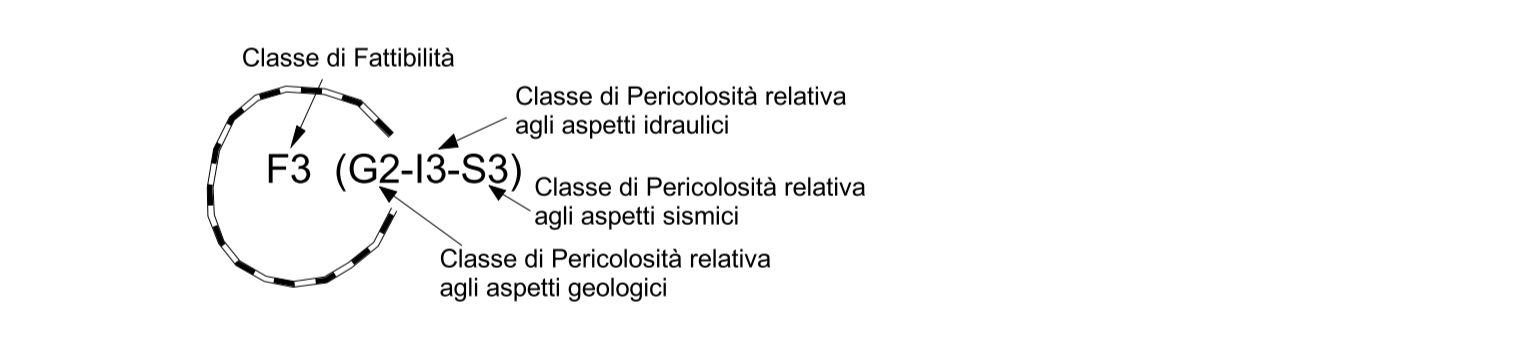 Classe di Fattibilità
Classe di Pericolosità relativa
agli aspetti idraulici
F3 (G2-I3-S3)
Classe di Pericolosità relativa
agli aspetti sismici
Classe di Pericolosità relativa
agli aspetti geologici